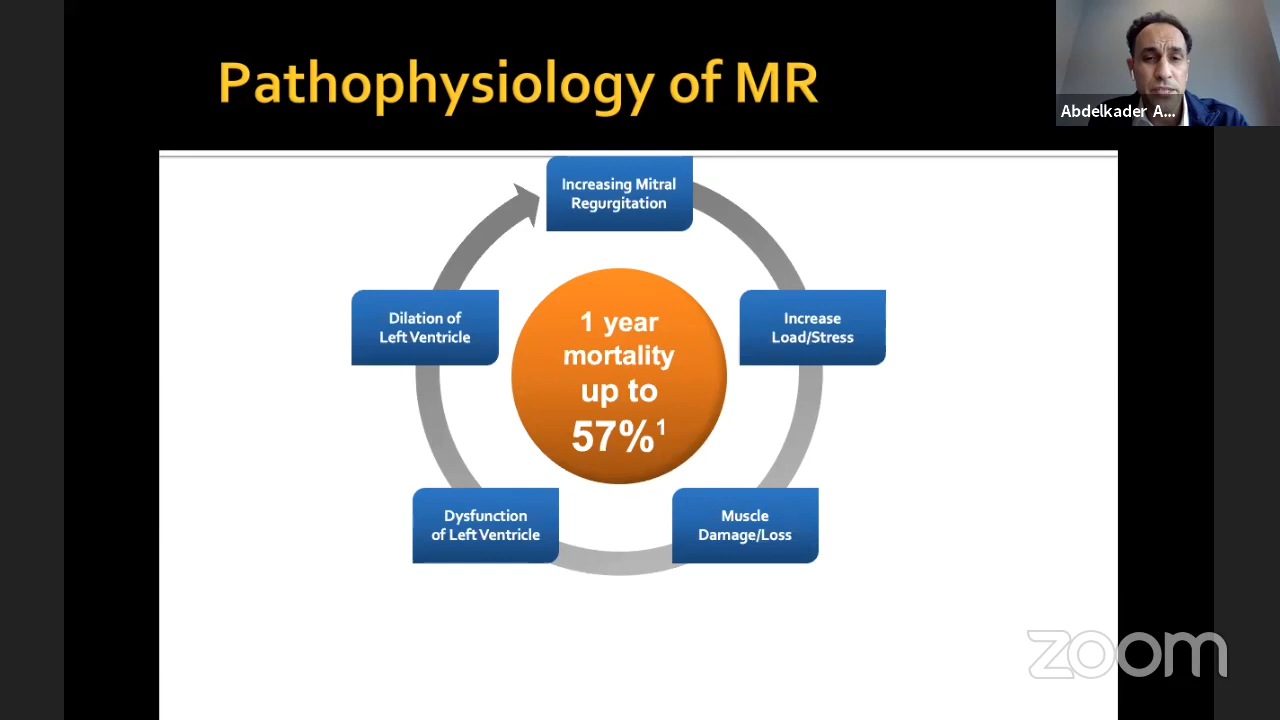 Pathophysiology of MR
Abdelkader A...
Increasing Mitral
Regurgitation
Increase
Load/Stress
Muscle
Damage/Loss
Dysfunction
of Left Ventricle
Dilation of
Left Ventricle
1 year
mortality
up to
57%¹
zoom